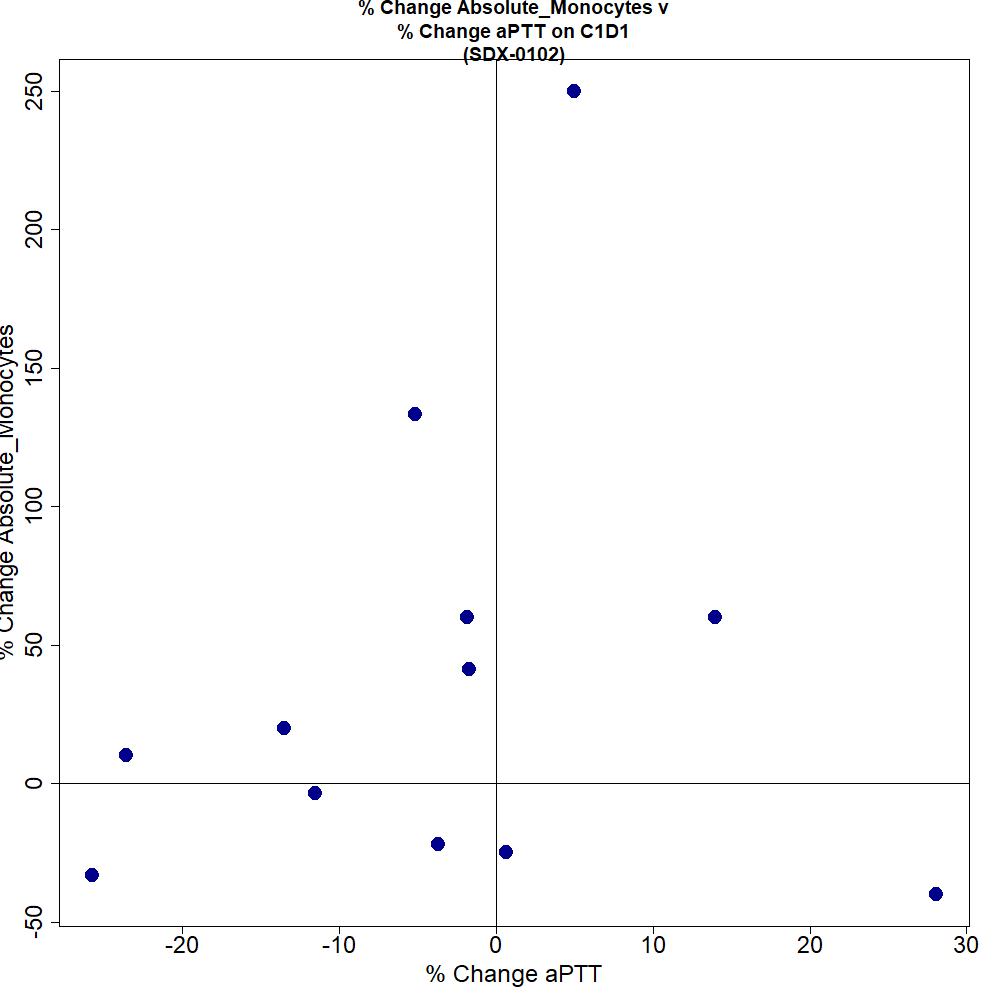 % Change Absolute_Monocytes v
% Change aPTT on C1D1
(SDX-0102)
% Change Absolute_Monocytes
250
200
150
100
50
0
-50
-20
-10
0
10
20
30
% Change aPTT